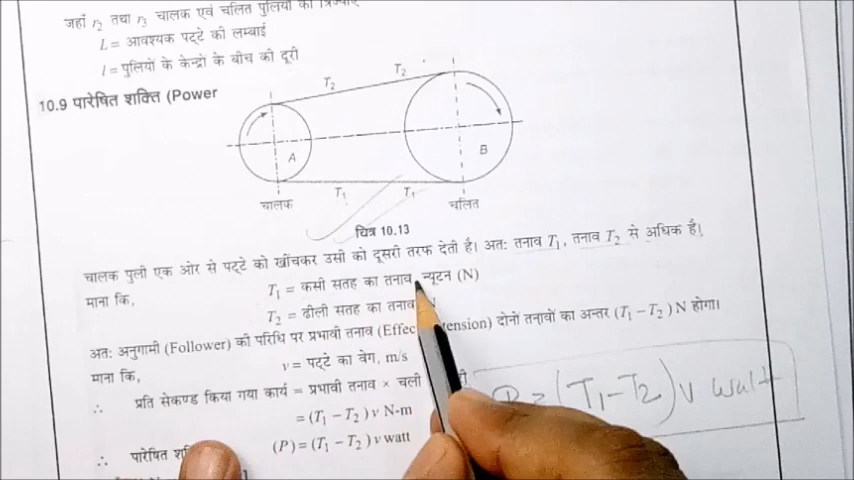 जहाँ r₂ तथा r₃ चालक एवं चलित पुलियों की त्रिज्याएँ
L = आवश्यक पट्टे की लम्बाई
l = पुलियों के केन्द्रों के बीच की दूरी
10.9 पारेषित शक्ति (Power
T₂ T₂
A B
T₁ T₁
चालक चलित
चित्र 10.13
चालक पुली एक ओर से पट्टे को खींचकर उसी को दूसरी तरफ देती है। अतः तनाव T₁, तनाव T₂ से अधिक है।
माना कि, T₁ = कसी सतह का तनाव, न्यूटन (N)
T₂ = ढीली सतह का तनाव
अतः अनुगामी (Follower) की परिधि पर प्रभावी तनाव (Effec tension) दोनों तनावों का अन्तर (T₁ – T₂) N होगा।
माना कि, v = पट्टे का वेग, m/s
∴ प्रति सेकण्ड किया गया कार्य = प्रभावी तनाव × चली
= (T₁ – T₂) v N-m
∴ पारेषित (P) = (T₁ – T₂) v watt
P = (T₁ – T₂) v watt